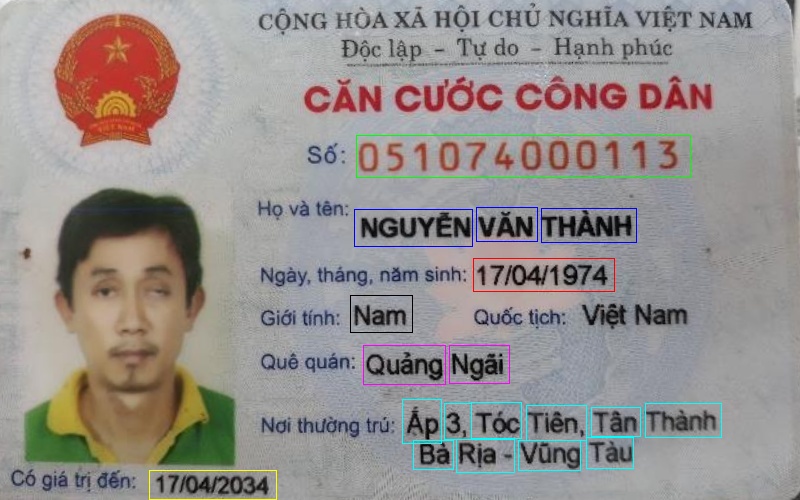 CỘNG HÒA XÃ HỘI CHỦ NGHĨA VIỆT NAM
Độc lập - Tự do - Hạnh phúc
CĂN CƯỚC CÔNG DÂN
Số: 051074000113
Họ và tên: NGUYỄN VĂN THÀNH
Ngày, tháng, năm sinh: 17/04/1974
Giới tính: Nam Quốc tịch: Việt Nam
Quê quán: Quảng Ngãi
Nơi thường trú: Ấp 3, Tóc Tiên, Tân Thành
Bà Rịa - Vũng Tàu
Có giá trị đến: 17/04/2034
VIỆT NAM